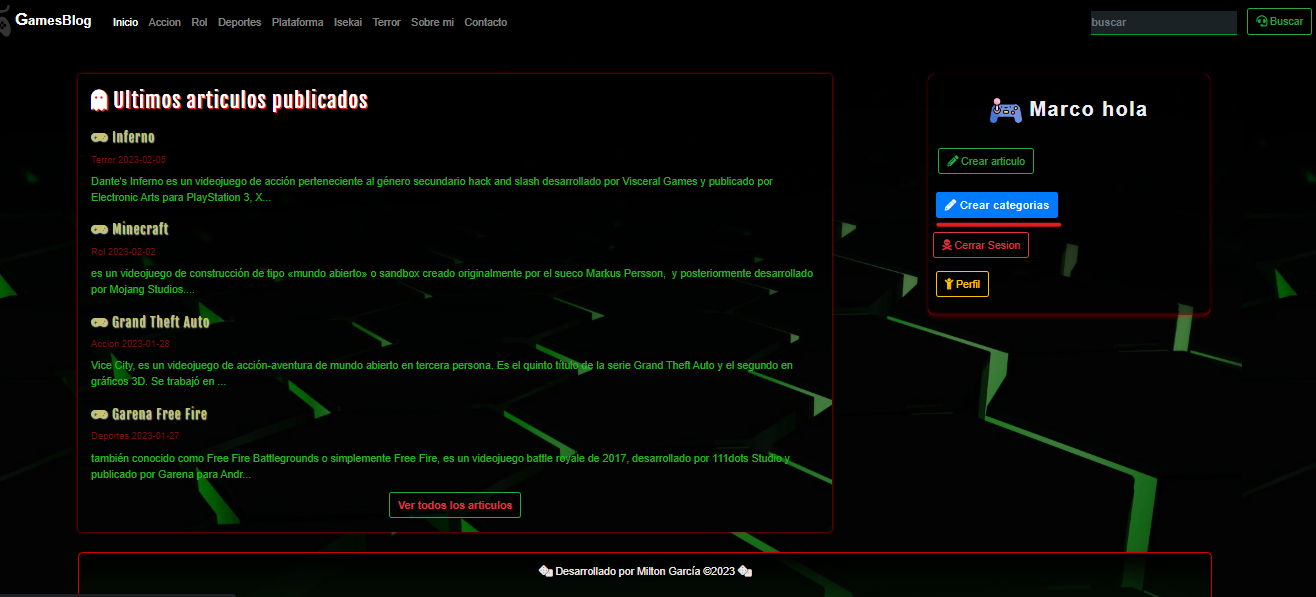 GamesBlog
Inicio Accion Rol Deportes Plataforma Isekai Terror Sobre mi Contacto
buscar
Buscar
Ultimos articulos publicados
Inferno
Terror 2023-02-05
Dante's Inferno es un videojuego de acción perteneciente al género secundario hack and slash desarrollado por Visceral Games y publicado por
Electronic Arts para PlayStation 3, X...
Minecraft
Rol 2023-02-02
es un videojuego de construcción de tipo «mundo abierto» o sandbox creado originalmente por el sueco Markus Persson, y posteriormente desarrollado
por Mojang Studios....
Grand Theft Auto
Accion 2023-01-28
Vice City, es un videojuego de acción-aventura de mundo abierto en tercera persona. Es el quinto título de la serie Grand Theft Auto y el segundo en
gráficos 3D. Se trabajó en ...
Garena Free Fire
Deportes 2023-01-27
también conocido como Free Fire Battlegrounds o simplemente Free Fire, es un videojuego battle royale de 2017, desarrollado por 111dots Studio y
publicado por Garena para Andr...
Ver todos los articulos
Marco hola
Crear articulo
Crear categorias
Cerrar Sesion
Perfil
Desarrollado por Milton García ©2023